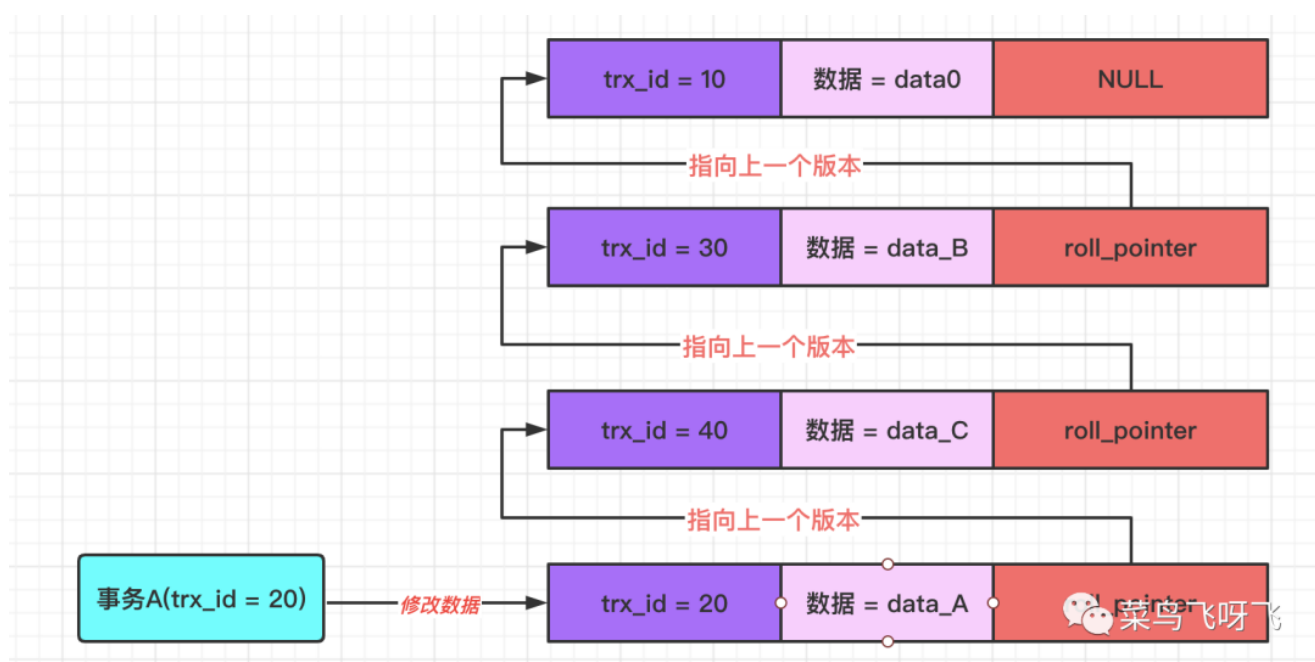 trx_id = 10 数据 = data0 NULL
指向上一个版本
trx_id = 30 数据 = data_B roll_pointer
指向上一个版本
trx_id = 40 数据 = data_C roll_pointer
指向上一个版本
事务A(trx_id = 20) 修改数据 trx_id = 20 数据 = data_A
菜鸟飞呀飞